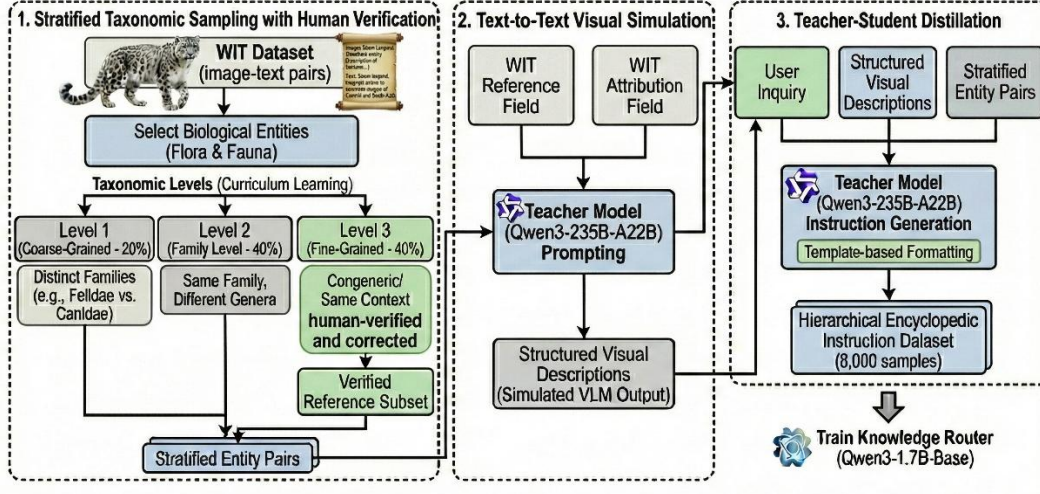 1. Stratified Taxonomic Sampling with Human Verification
WIT Dataset
(image-text pairs)
Select Biological Entities
(Flora & Fauna)
Taxonomic Levels (Curriculum Learning)
Level 1
(Coarse-Grained - 20%)
Level 2
(Family Level - 40%)
Level 3
(Fine-Grained - 40%)
Distinct Families
(e.g., Felldae vs.
Canldae)
Same Family,
Different Genera
Congeneric/
Same Context
human-verified
and corrected
Verified
Reference Subset
Stratified Entity Pairs
2. Text-to-Text Visual Simulation
WIT
Reference
Field
WIT
Attribution
Field
Teacher Model
(Qwen3-235B-A22B)
Prompting
Structured Visual
Descriptions
(Simulated VLM Output)
3. Teacher-Student Distillation
User
Inquiry
Structured
Visual
Descriptions
Stratified
Entity Pairs
Teacher Model
(Qwen3-235B-A22B)
Instruction Generation
Template-based Formatting
Hierarchical Encyclopedic
Instruction Dalaset
(8,000 samples)
Train Knowledge Router
(Qwen3-1.7B-Base)